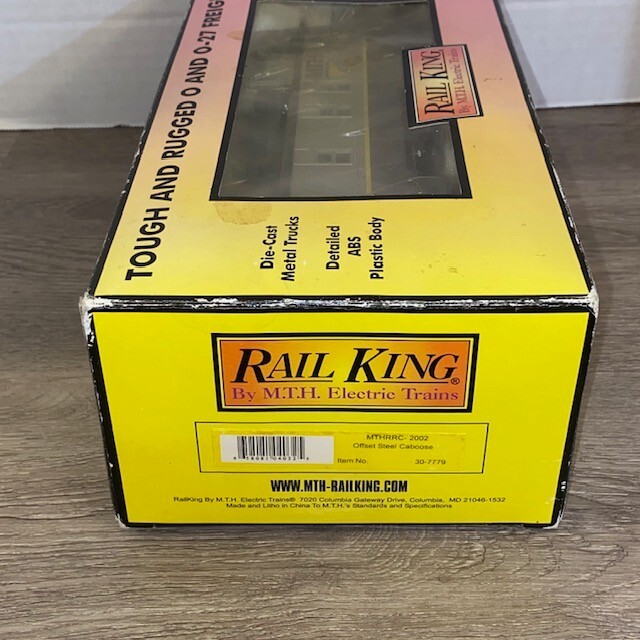 TOUGH AND RUGGED O AND O-27 FREIG
RAIL KING
By M.T.H. Electric Trains
Die-Cast
Metal Trucks
Detailed
ABS
Plastic Body
RAIL KING®
By M.T.H. Electric Trains
MTHRRC- 2002
Offset Steel Caboose
Item No. 30-7779
WWW.MTH-RAILKING.COM
RailKing By M.T.H. Electric Trains® 7020 Columbia Gateway Drive, Columbia, MD 21046-1532
Made and Litho in China To M.T.H.'s Standards and Specifications